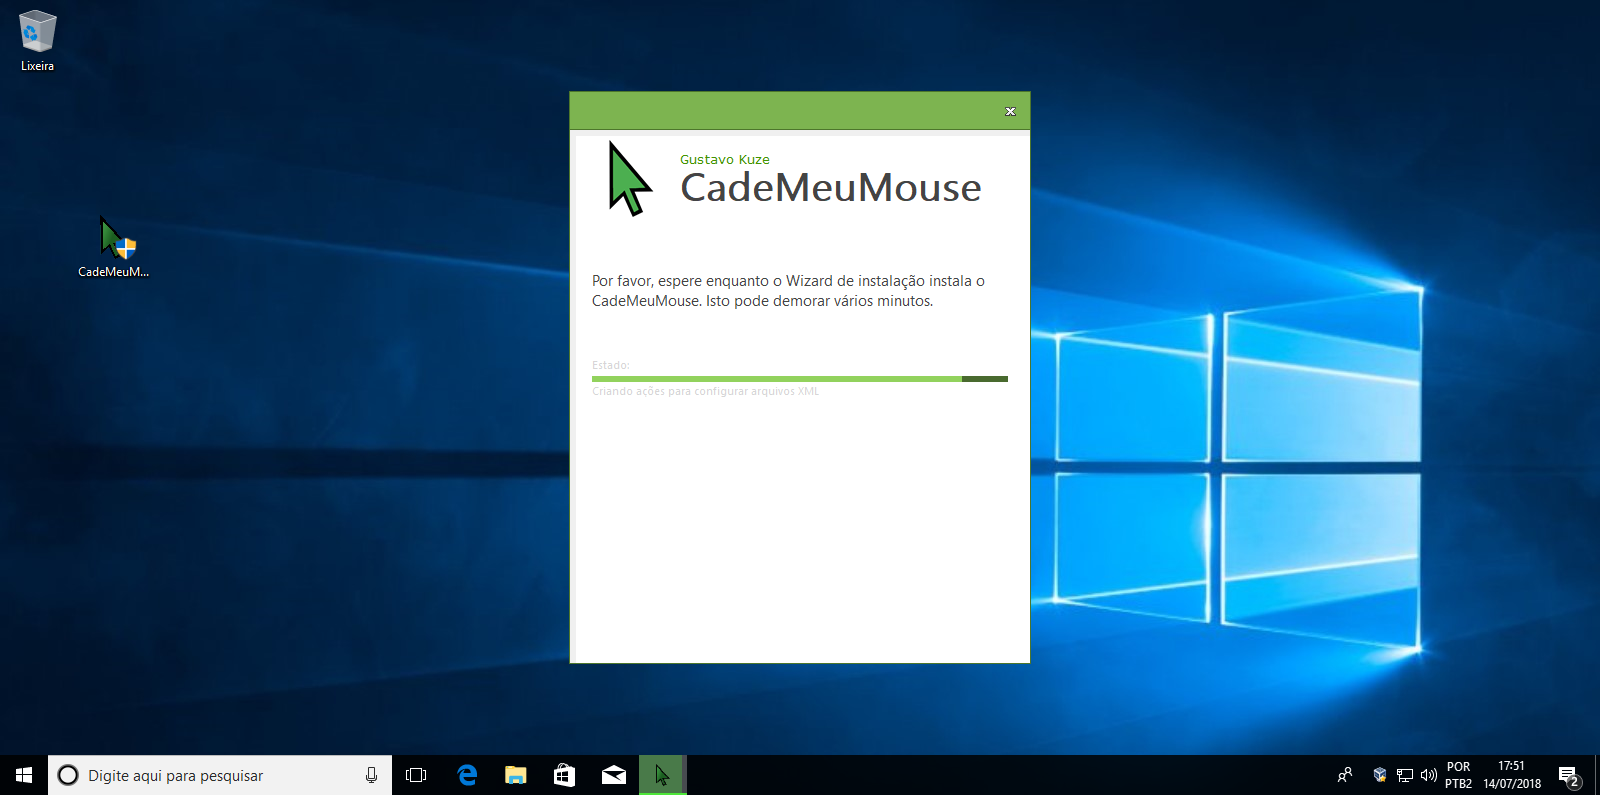 Lixeira
CadeMeuM...
Gustavo Kuze
CadeMeuMouse
Por favor, espere enquanto o Wizard de instalação instala o
CadeMeuMouse. Isto pode demorar vários minutos.
Estado:
Criando ações para configurar arquivos XML
Digite aqui para pesquisar
POR
PTB2
17:51
14/07/2018
2